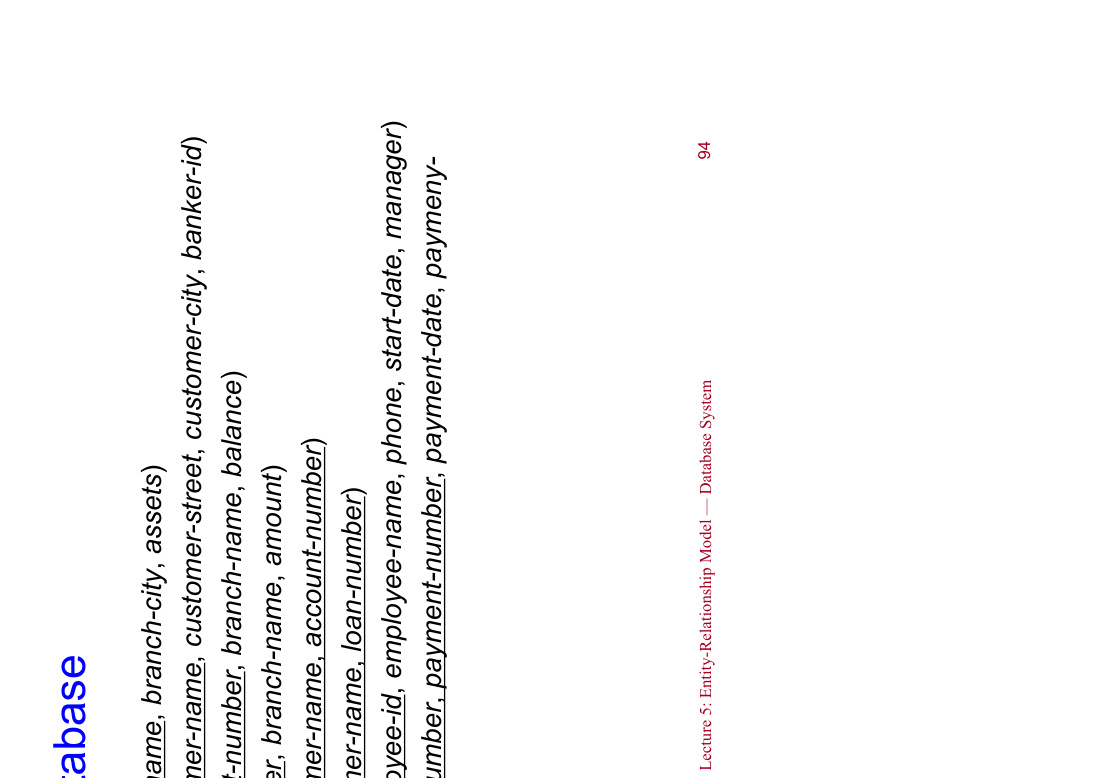 tabase
name, branch-city, assets)
mer-name, customer-street, customer-city, banker-id)
t-number, branch-name, balance)
er, branch-name, amount)
mer-name, account-number)
mer-name, loan-number)
oyee-id, employee-name, phone, start-date, manager)
umber, payment-number, payment-date, paymeny-
Lecture 5: Entity-Relationship Model — Database System 94